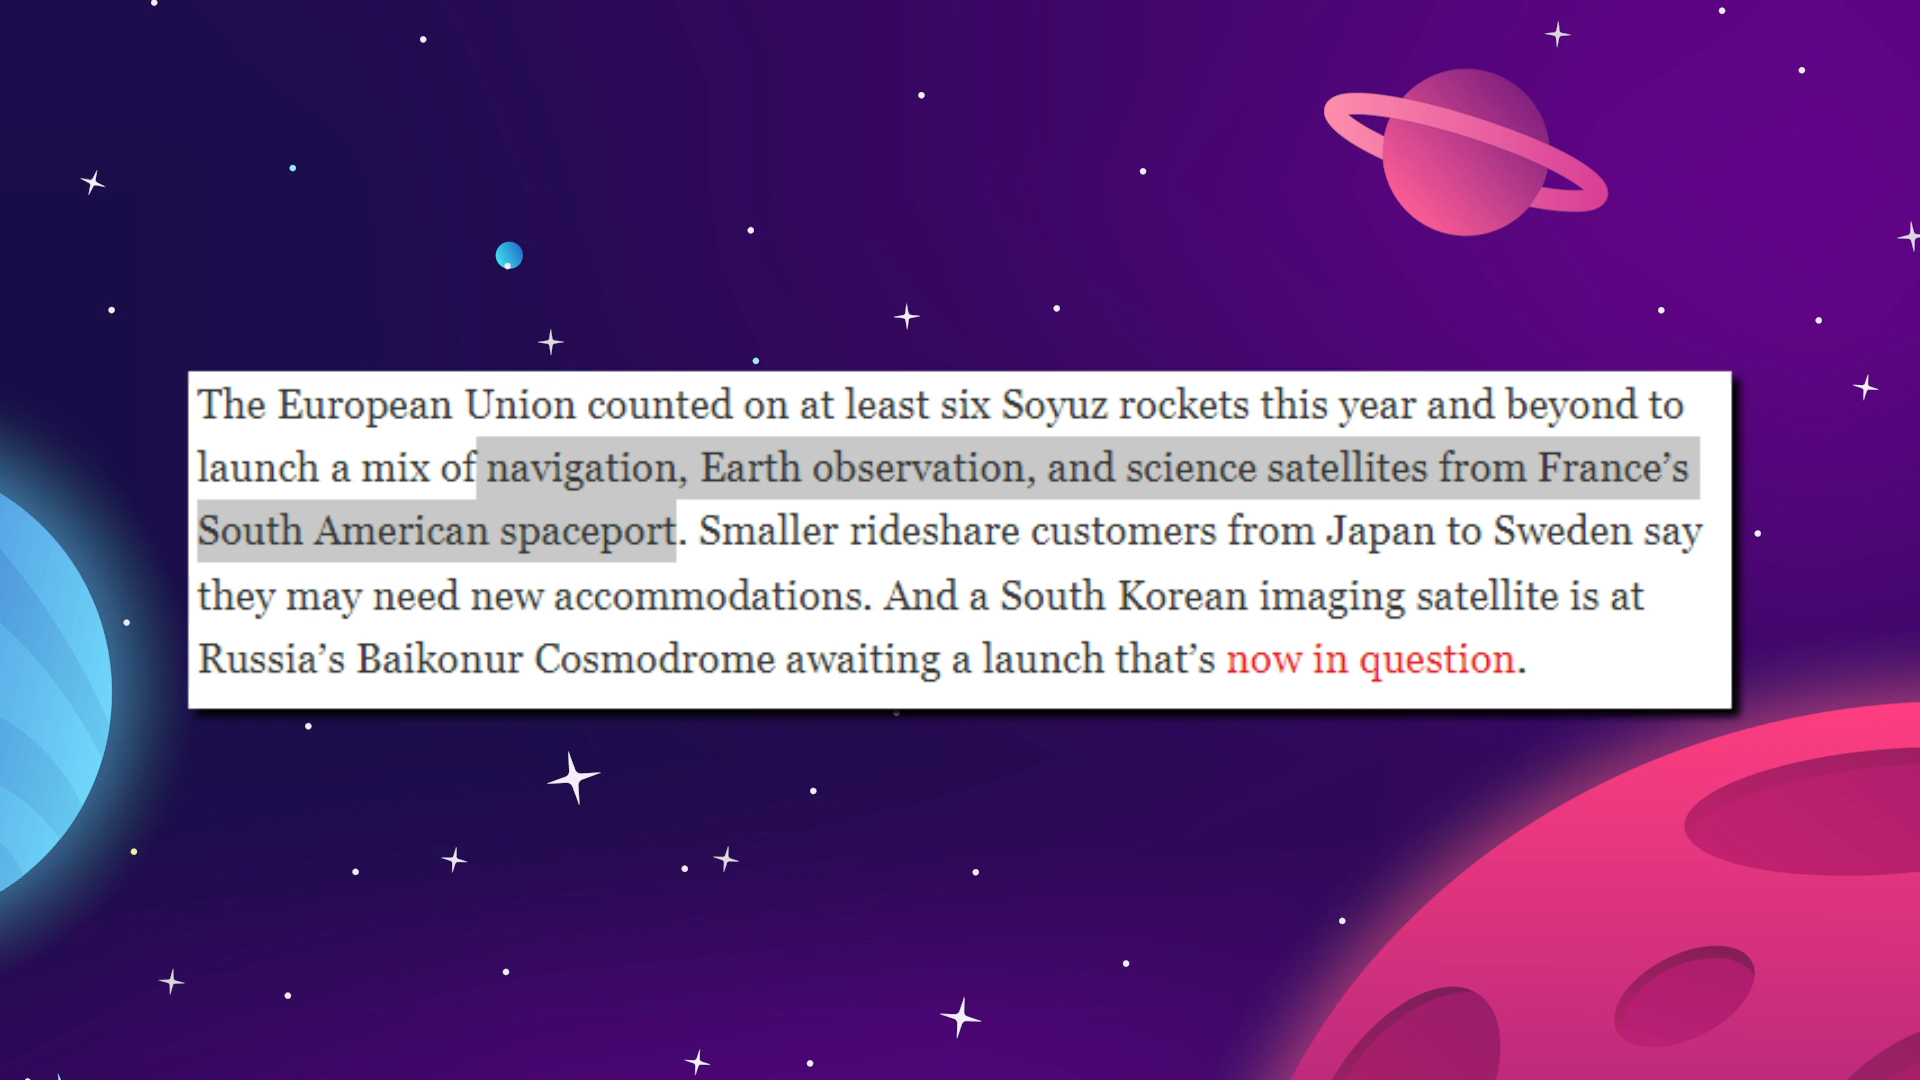 The European Union counted on at least six Soyuz rockets this year and beyond to
launch a mix of navigation, Earth observation, and science satellites from France’s
South American spaceport. Smaller rideshare customers from Japan to Sweden say
they may need new accommodations. And a South Korean imaging satellite is at
Russia’s Baikonur Cosmodrome awaiting a launch that’s now in question.